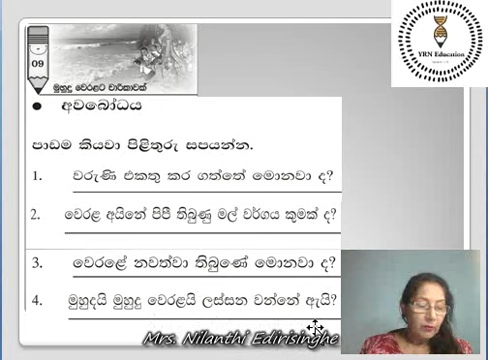 YRN Education
09
මුහුදු වෙරළට චාරිකාවක්
● අවබෝධය
පාඩම කියවා පිළිතුරු සපයන්න.
1. වරුණි එකතු කර ගත්තේ මොනවා ද?
2. වෙරළ අයිනේ පිපී තිබුණු මල් වර්ගය කුමක් ද?
3. වෙරළේ නවත්වා තිබුණේ මොනවා ද?
4. මුහුදයි මුහුදු වෙරළයි ලස්සන වන්නේ ඇයි?
Mrs. Nilanthi Edirisinghe